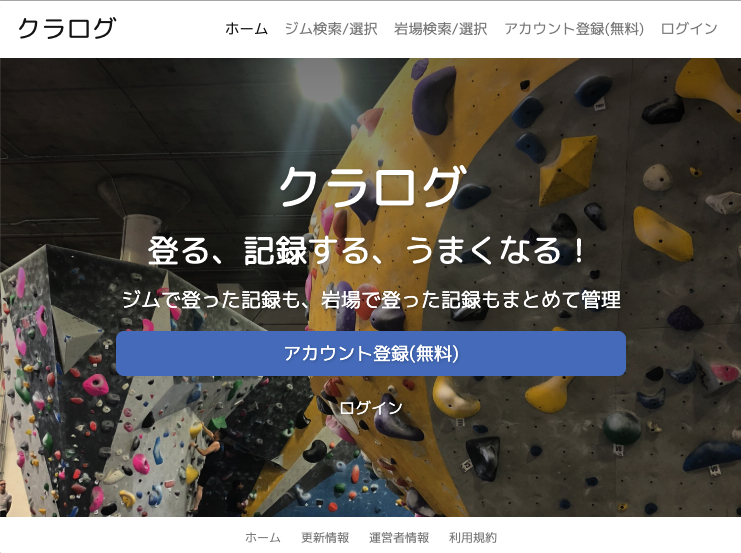 クラログ
ホーム ジム検索/選択 岩場検索/選択 アカウント登録(無料) ログイン
クラログ
登る、記録する、うまくなる！
ジムで登った記録も、岩場で登った記録もまとめて管理
アカウント登録(無料)
ログイン
ホーム 更新情報 運営者情報 利用規約